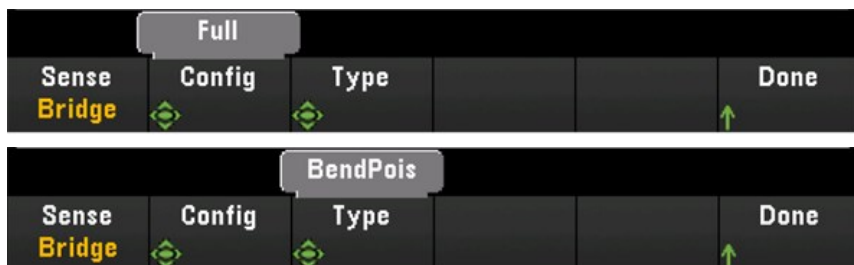 Full
Sense Config Type Done
Bridge
BendPois
Sense Config Type Done
Bridge